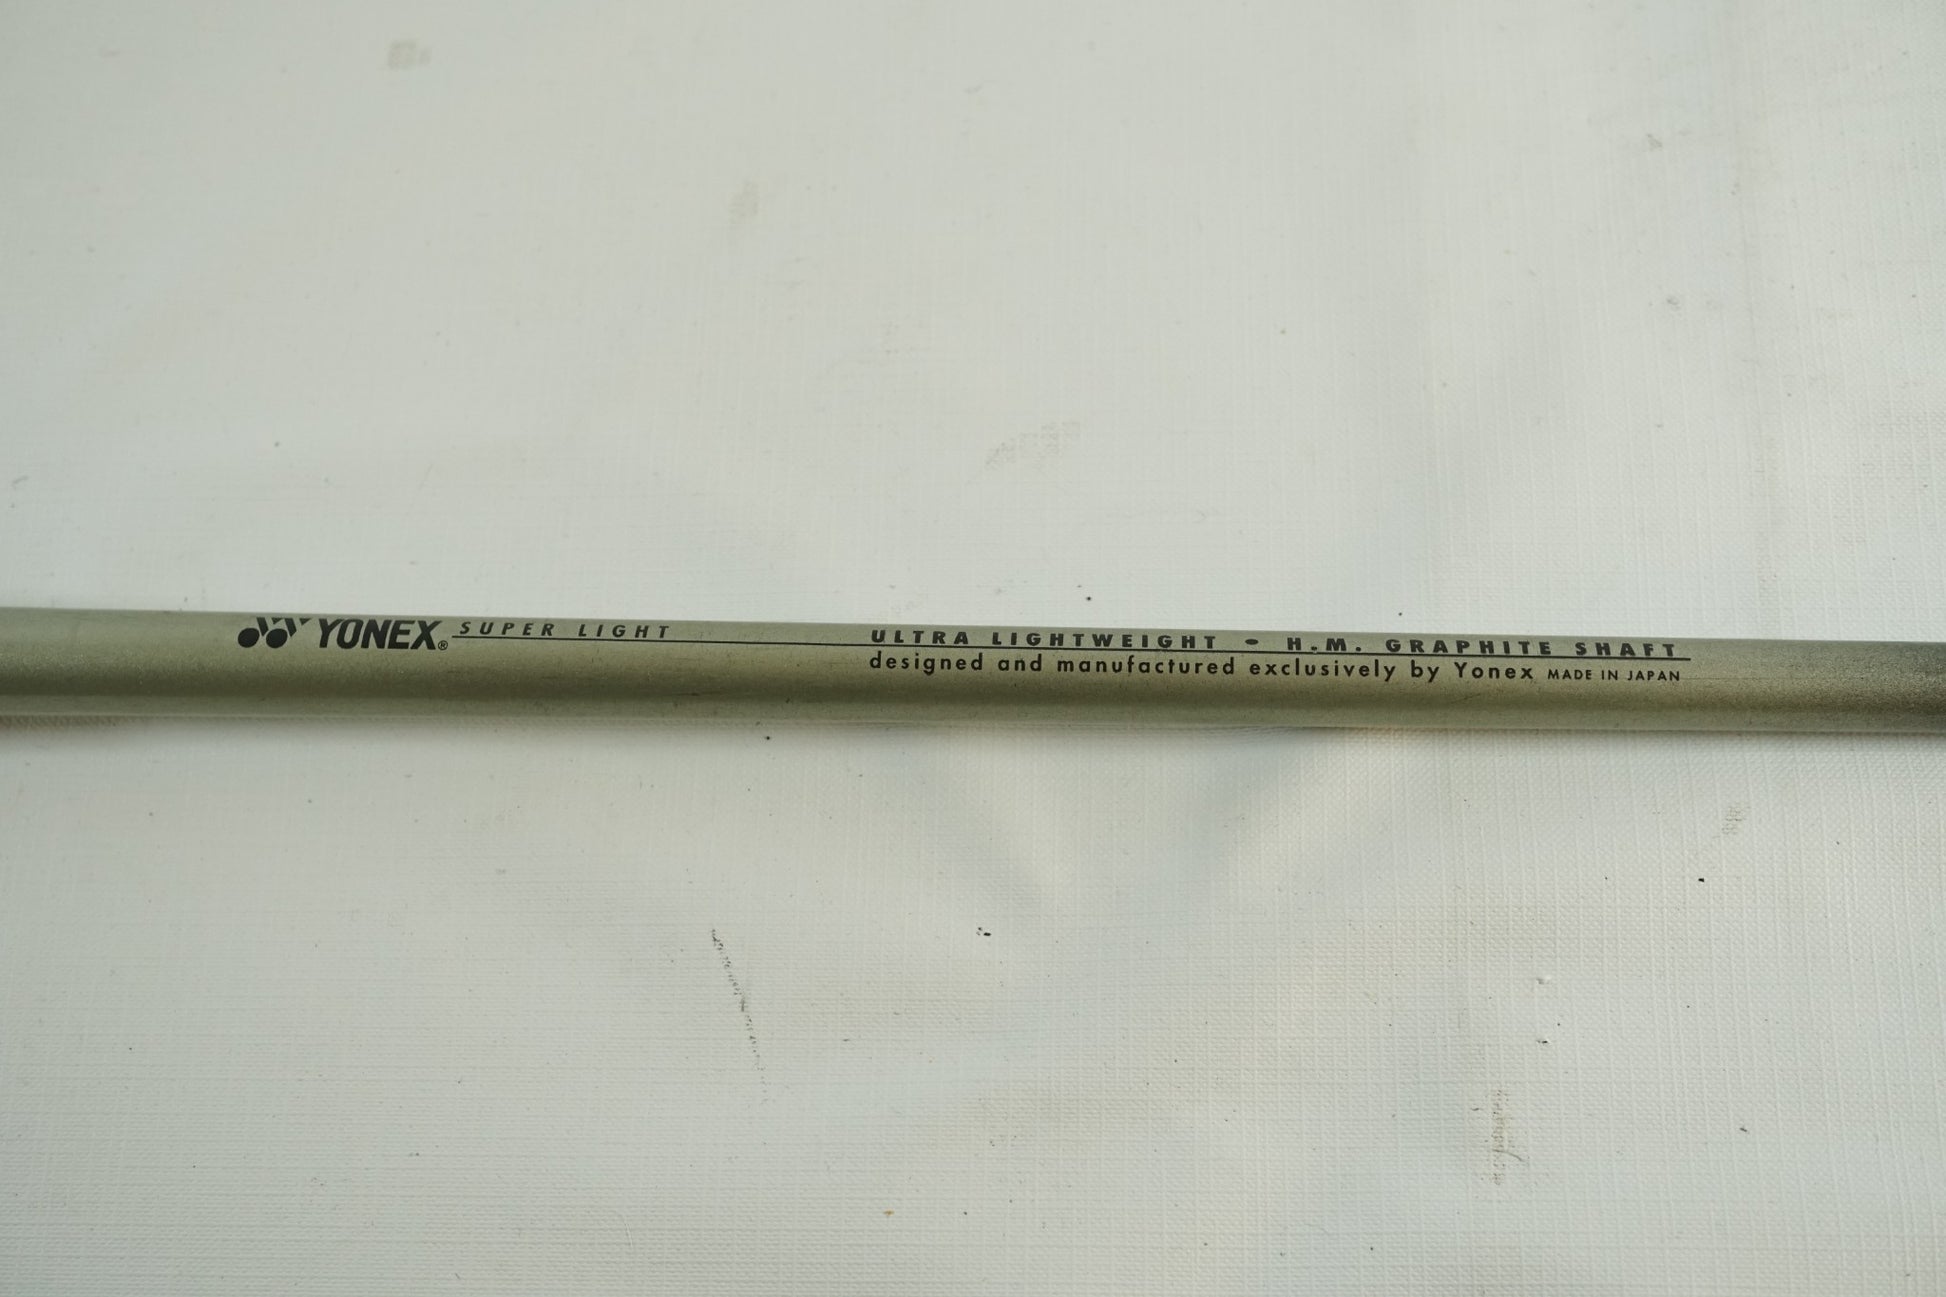 YONEX® SUPER LIGHT
ULTRA LIGHTWEIGHT • H.M. GRAPHITE SHAFT
designed and manufactured exclusively by Yonex MADE IN JAPAN